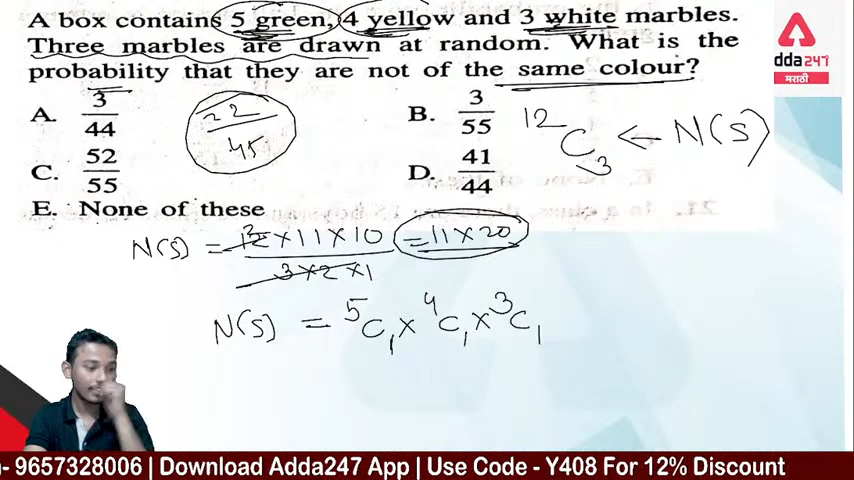 A box contains 5 green, 4 yellow and 3 white marbles.
Three marbles are drawn at random. What is the
probability that they are not of the same colour?
A. 3/44
B. 3/55
C. 52/55
D. 41/44
E. None of these
22/45
12C3 ← N(S)
N(S) = 12×11×10/3×2×1 = 11×20
N(S) = 5C1 × 4C1 × 3C1
adda247
मराठी
- 9657328006 | Download Adda247 App | Use Code - Y408 For 12% Discount